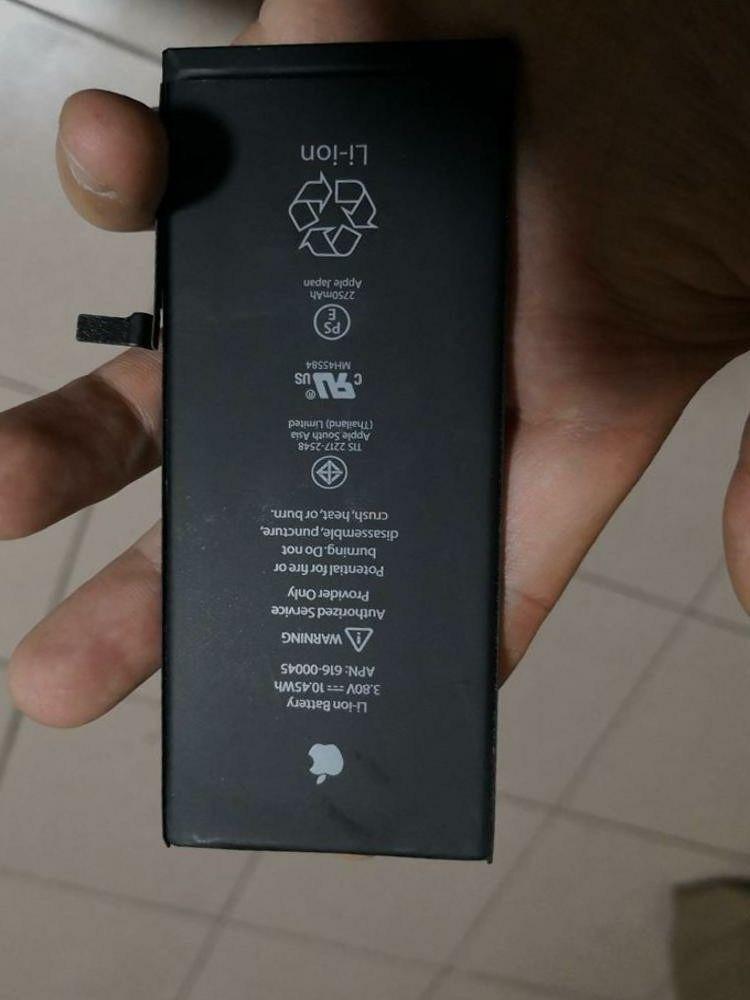 Li-ion Battery
3.80V 10.45Wh
APN: 616-00045
WARNING
Authorized Service
Provider Only
Potential for fire or
burning. Do not
disassemble, puncture,
crush, heat, or burn.
TIS 2217-2548
Apple South Asia
(Thailand) Limited
C RU® US
MH45584
PS
E
2750mAh
Apple Japan
Li-ion